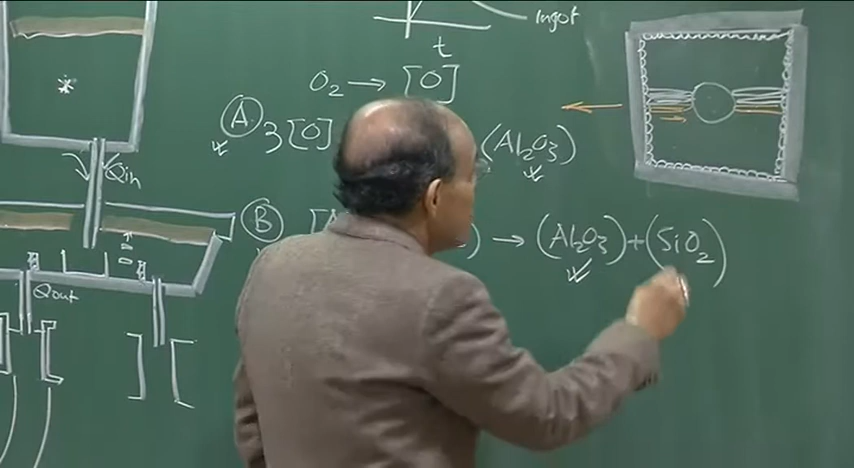 Ingot
t
O₂ → [O]
Ⓐ 3[O] (Al₂O₃)
Qin
Ⓑ → (Al₂O₃) + (SiO₂)
Qout